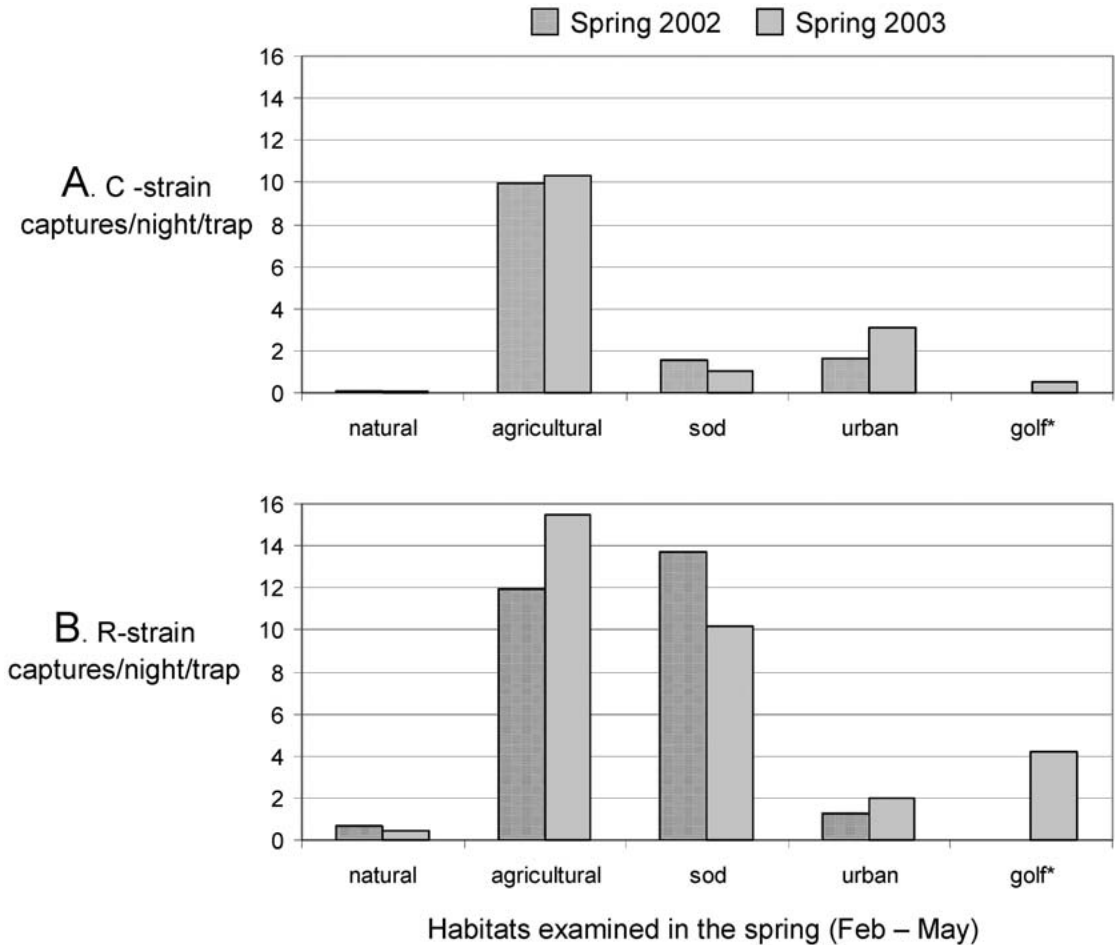 Spring 2002 Spring 2003
16
14
12
10
8
6
4
2
0
A. C -strain
captures/night/trap
natural agricultural sod urban golf*
16
14
12
10
8
6
4
2
0
B. R-strain
captures/night/trap
natural agricultural sod urban golf*
Habitats examined in the spring (Feb – May)